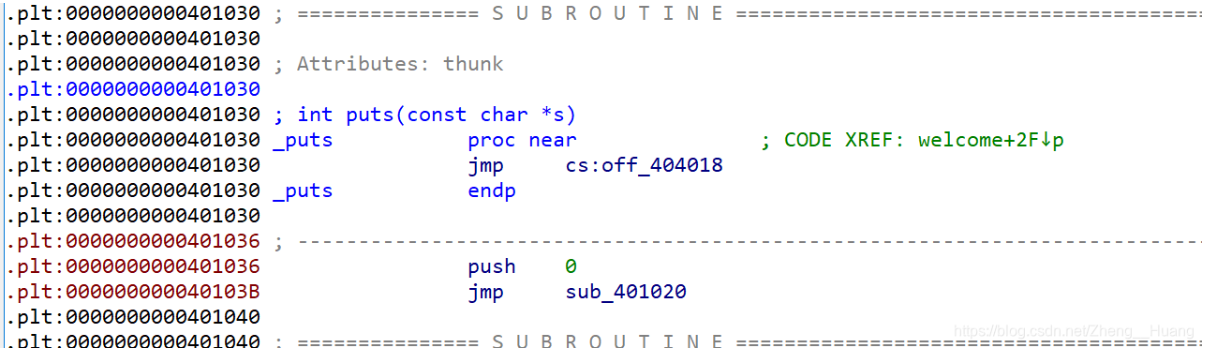 .plt:0000000000401030 ; =============== S U B R O U T I N E =======================================
.plt:0000000000401030
.plt:0000000000401030 ; Attributes: thunk
.plt:0000000000401030
.plt:0000000000401030 ; int puts(const char *s)
.plt:0000000000401030 _puts proc near ; CODE XREF: welcome+2F↓p
.plt:0000000000401030 jmp cs:off_404018
.plt:0000000000401030 _puts endp
.plt:0000000000401030
.plt:0000000000401036 ; ---------------------------------------------------------------------------
.plt:0000000000401036 push 0
.plt:000000000040103B jmp sub_401020
.plt:0000000000401040
.plt:0000000000401040 ; =============== S U B R O U T I N E =======================================
https://blog.csdn.net/Zheng__Huang